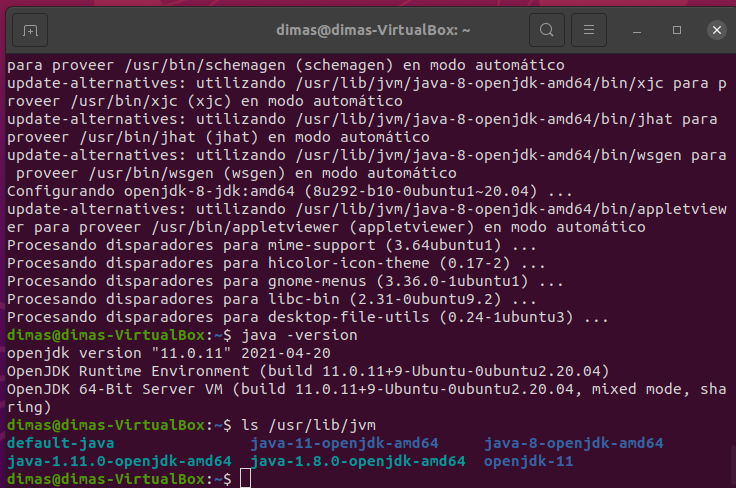 dimas@dimas-VirtualBox: ~
para proveer /usr/bin/schemagen (schemagen) en modo automático
update-alternatives: utilizando /usr/lib/jvm/java-8-openjdk-amd64/bin/xjc para p
roveer /usr/bin/xjc (xjc) en modo automático
update-alternatives: utilizando /usr/lib/jvm/java-8-openjdk-amd64/bin/jhat para
proveer /usr/bin/jhat (jhat) en modo automático
update-alternatives: utilizando /usr/lib/jvm/java-8-openjdk-amd64/bin/wsgen para
 proveer /usr/bin/wsgen (wsgen) en modo automático
Configurando openjdk-8-jdk:amd64 (8u292-b10-0ubuntu1~20.04) ...
update-alternatives: utilizando /usr/lib/jvm/java-8-openjdk-amd64/bin/appletview
er para proveer /usr/bin/appletviewer (appletviewer) en modo automático
Procesando disparadores para mime-support (3.64ubuntu1) ...
Procesando disparadores para hicolor-icon-theme (0.17-2) ...
Procesando disparadores para gnome-menus (3.36.0-1ubuntu1) ...
Procesando disparadores para libc-bin (2.31-0ubuntu9.2) ...
Procesando disparadores para desktop-file-utils (0.24-1ubuntu3) ...
dimas@dimas-VirtualBox:~$ java -version
openjdk version "11.0.11" 2021-04-20
OpenJDK Runtime Environment (build 11.0.11+9-Ubuntu-0ubuntu2.20.04)
OpenJDK 64-Bit Server VM (build 11.0.11+9-Ubuntu-0ubuntu2.20.04, mixed mode, sha
ring)
dimas@dimas-VirtualBox:~$ ls /usr/lib/jvm
default-java java-11-openjdk-amd64 java-8-openjdk-amd64
java-1.11.0-openjdk-amd64 java-1.8.0-openjdk-amd64 openjdk-11
dimas@dimas-VirtualBox:~$